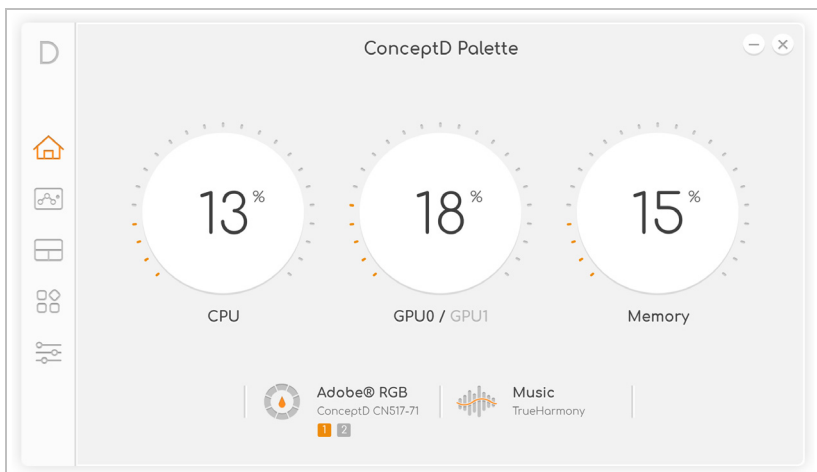 D
ConceptD Palette
13%
18%
15%
CPU
GPU0 / GPU1
Memory
Adobe® RGB
ConceptD CN517-71
1 2
Music
TrueHarmony